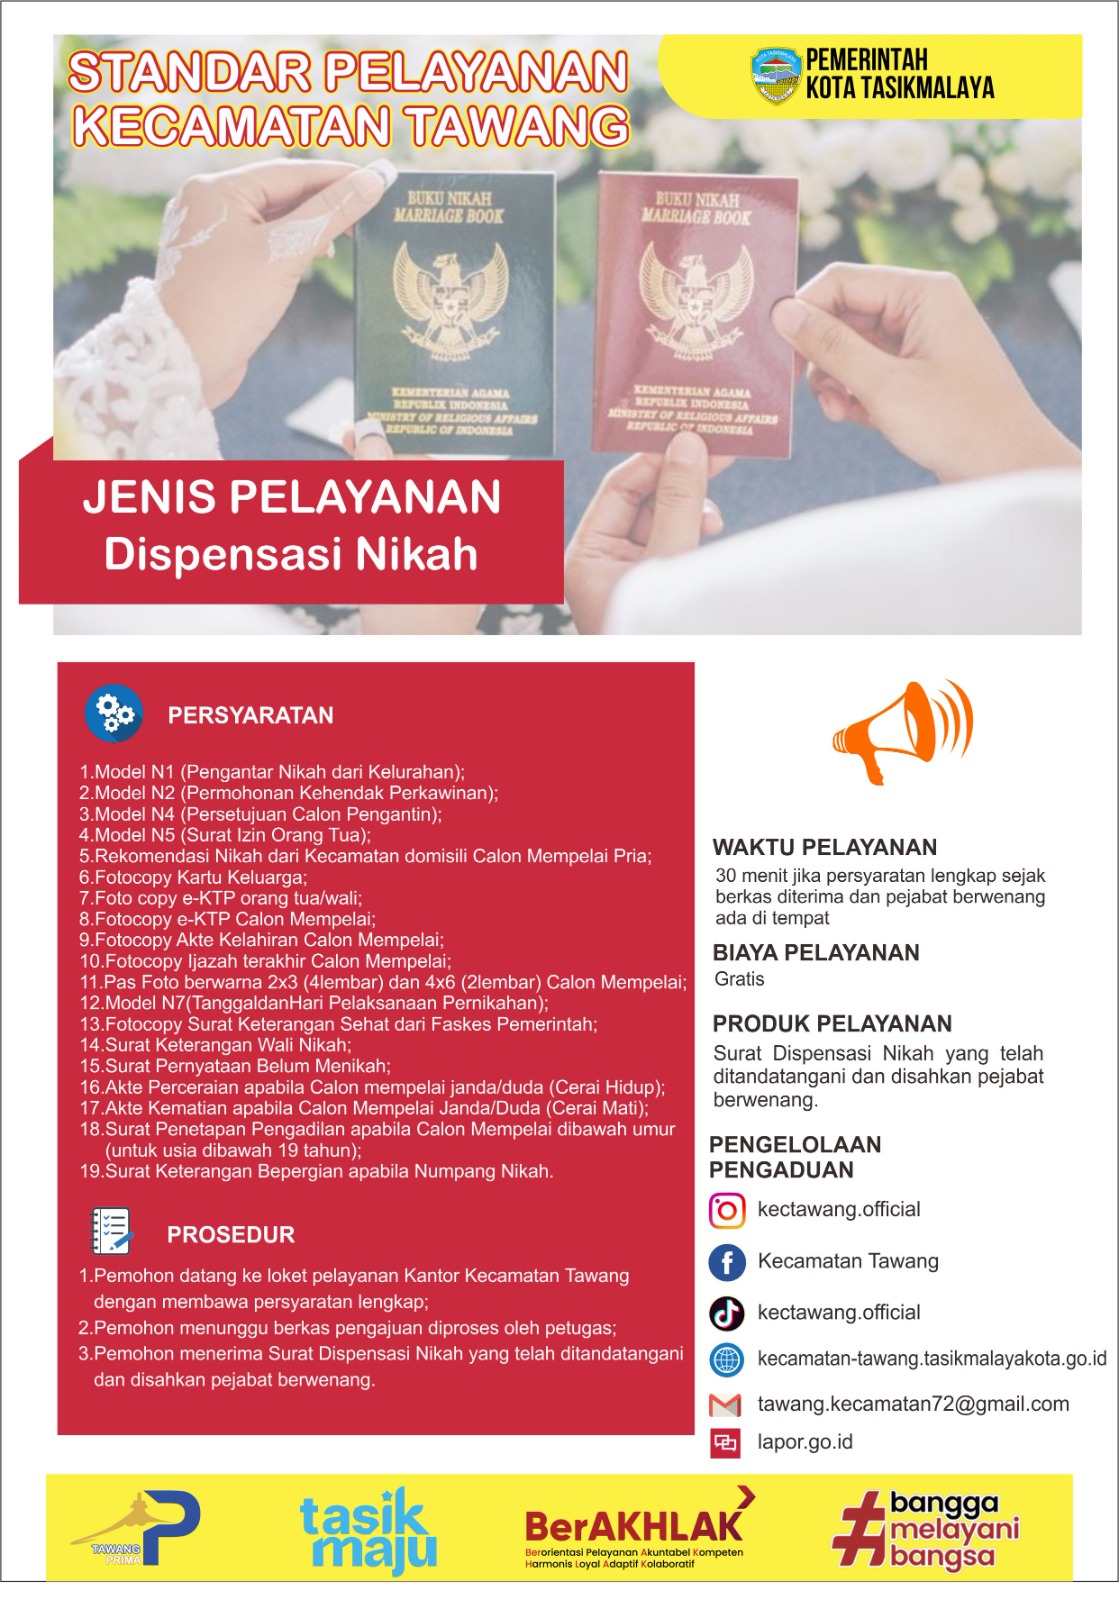 STANDAR PELAYANAN
KECAMATAN TAWANG
PEMERINTAH
KOTA TASIKMALAYA
BUKU NIKAH
MARRIAGE BOOK
KEMENTERIAN AGAMA
REPUBLIK INDONESIA
MINISTRY OF RELIGIOUS AFFAIRS
REPUBLIC OF INDONESIA
BUKU NIKAH
MARRIAGE BOOK
KEMENTERIAN AGAMA
REPUBLIK INDONESIA
MINISTRY OF RELIGIOUS AFFAIRS
REPUBLIC OF INDONESIA
JENIS PELAYANAN
Dispensasi Nikah
PERSYARATAN
1.Model N1 (Pengantar Nikah dari Kelurahan);
2.Model N2 (Permohonan Kehendak Perkawinan);
3.Model N4 (Persetujuan Calon Pengantin);
4.Model N5 (Surat Izin Orang Tua);
5.Rekomendasi Nikah dari Kecamatan domisili Calon Mempelai Pria;
6.Fotocopy Kartu Keluarga;
7.Foto copy e-KTP orang tua/wali;
8.Fotocopy e-KTP Calon Mempelai;
9.Fotocopy Akte Kelahiran Calon Mempelai;
10.Fotocopy Ijazah terakhir Calon Mempelai;
11.Pas Foto berwarna 2x3 (4lembar) dan 4x6 (2lembar) Calon Mempelai;
12.Model N7(TanggaldanHari Pelaksanaan Pernikahan);
13.Fotocopy Surat Keterangan Sehat dari Faskes Pemerintah;
14.Surat Keterangan Wali Nikah;
15.Surat Pernyataan Belum Menikah;
16.Akte Perceraian apabila Calon mempelai janda/duda (Cerai Hidup);
17.Akte Kematian apabila Calon Mempelai Janda/Duda (Cerai Mati);
18.Surat Penetapan Pengadilan apabila Calon Mempelai dibawah umur
(untuk usia dibawah 19 tahun);
19.Surat Keterangan Bepergian apabila Numpang Nikah.
PROSEDUR
1.Pemohon datang ke loket pelayanan Kantor Kecamatan Tawang
dengan membawa persyaratan lengkap;
2.Pemohon menunggu berkas pengajuan diproses oleh petugas;
3.Pemohon menerima Surat Dispensasi Nikah yang telah ditandatangani
dan disahkan pejabat berwenang.
WAKTU PELAYANAN
30 menit jika persyaratan lengkap sejak
berkas diterima dan pejabat berwenang
ada di tempat
BIAYA PELAYANAN
Gratis
PRODUK PELAYANAN
Surat Dispensasi Nikah yang telah
ditandatangani dan disahkan pejabat
berwenang.
PENGELOLAAN
PENGADUAN
kectawang.official
Kecamatan Tawang
kectawang.official
kecamatan-tawang.tasikmalayakota.go.id
tawang.kecamatan72@gmail.com
lapor.go.id
TAWANG
PRIMA
tasik
maju
BerAKHLAK
Berorientasi Pelayanan Akuntabel Kompeten
Harmonis Loyal Adaptif Kolaboratif
#bangga
melayani
bangsa